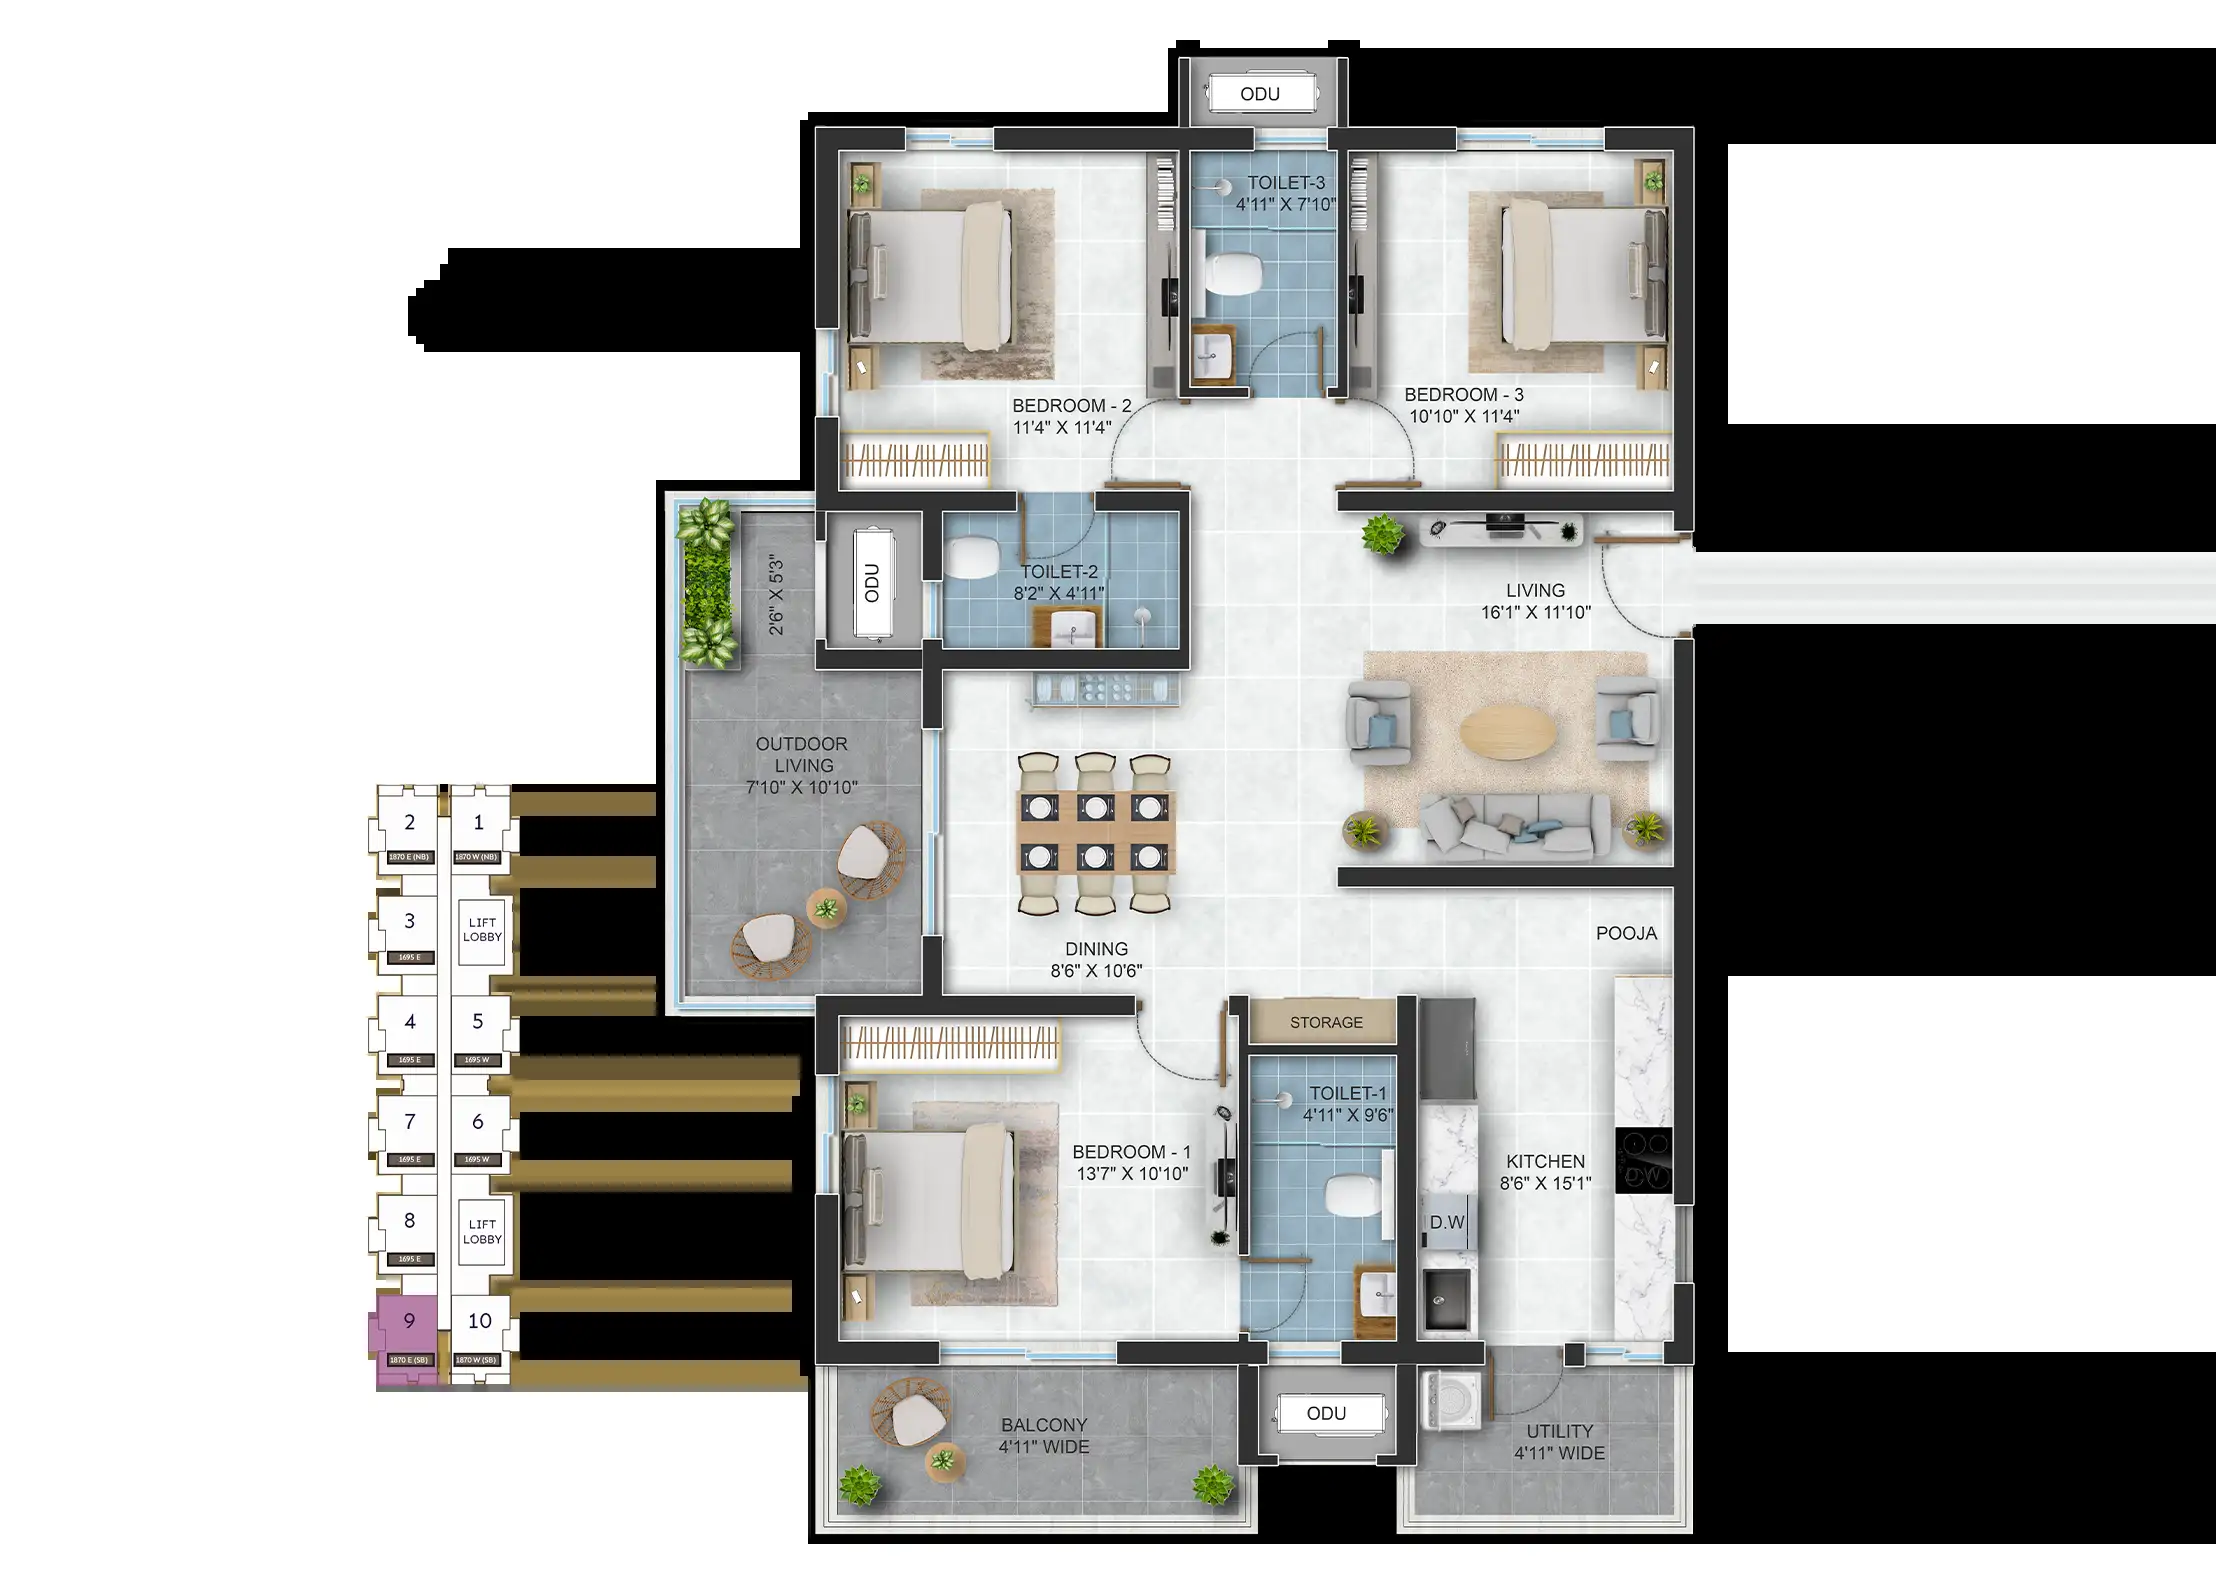 ODU
TOILET-3
4'11" X 7'10"
BEDROOM - 2
11'4" X 11'4"
BEDROOM - 3
10'10" X 11'4"
2'6" X 5'3"
ODU
TOILET-2
8'2" X 4'11"
LIVING
16'1" X 11'10"
OUTDOOR
LIVING
7'10" X 10'10"
DINING
8'6" X 10'6"
POOJA
STORAGE
TOILET-1
4'11" X 9'6"
BEDROOM - 1
13'7" X 10'10"
KITCHEN
8'6" X 15'1"
D.W
ODU
BALCONY
4'11" WIDE
UTILITY
4'11" WIDE
2
1870 E (NB)
1
1870 W (NB)
3
1695 E
LIFT
LOBBY
4
1695 E
5
1695 W
7
1695 E
6
1695 W
8
1695 E
LIFT
LOBBY
9
1870 E (SB)
10
1870 W (SB)